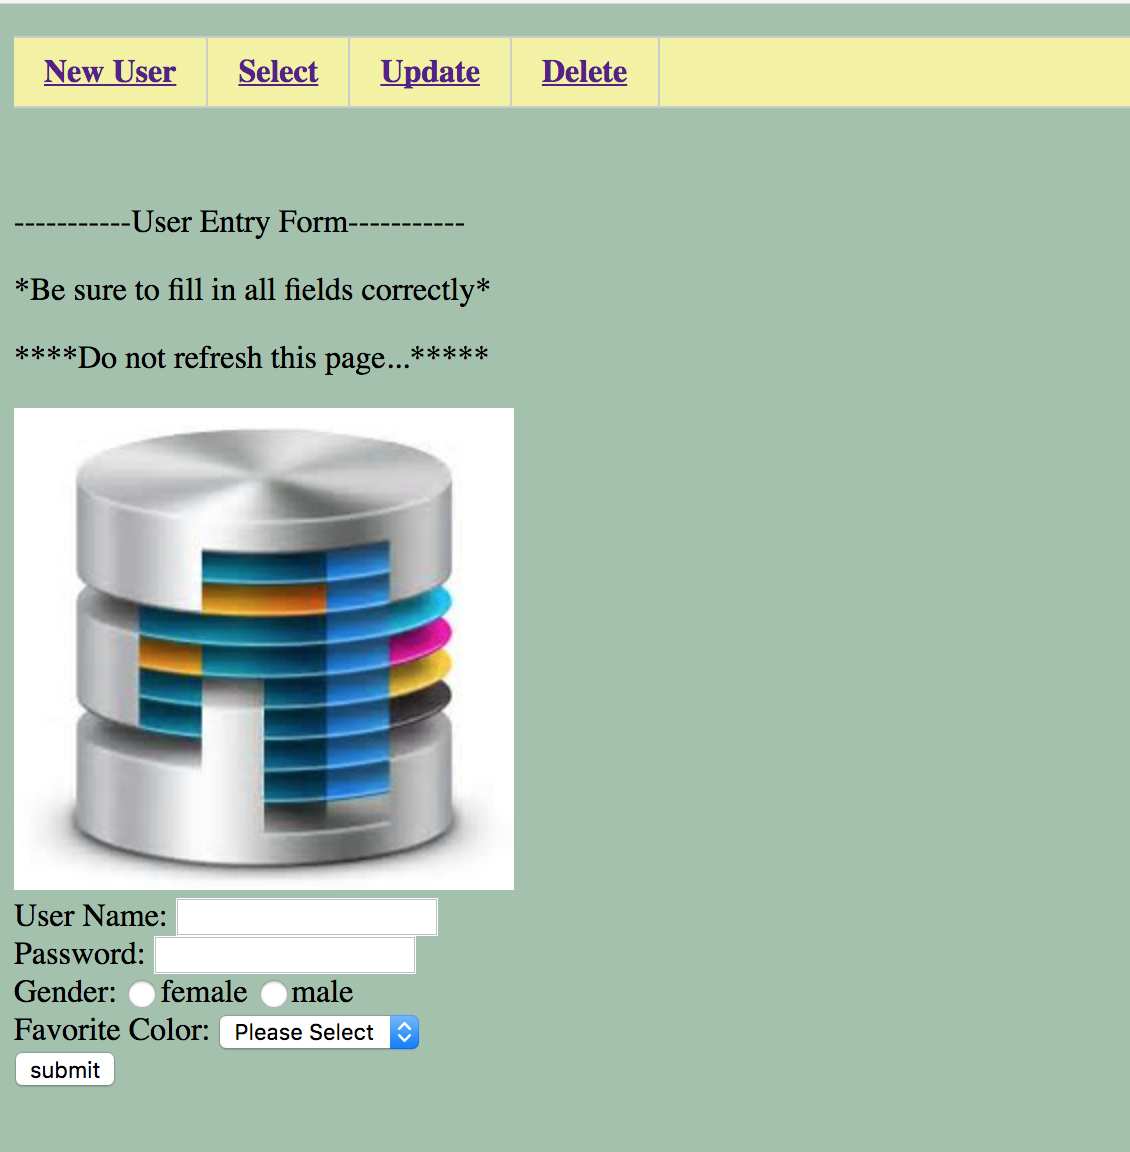 New User Select Update Delete
-----------User Entry Form-----------
*Be sure to fill in all fields correctly*
****Do not refresh this page...*****
User Name:
Password:
Gender: female male
Favorite Color: Please Select
submit